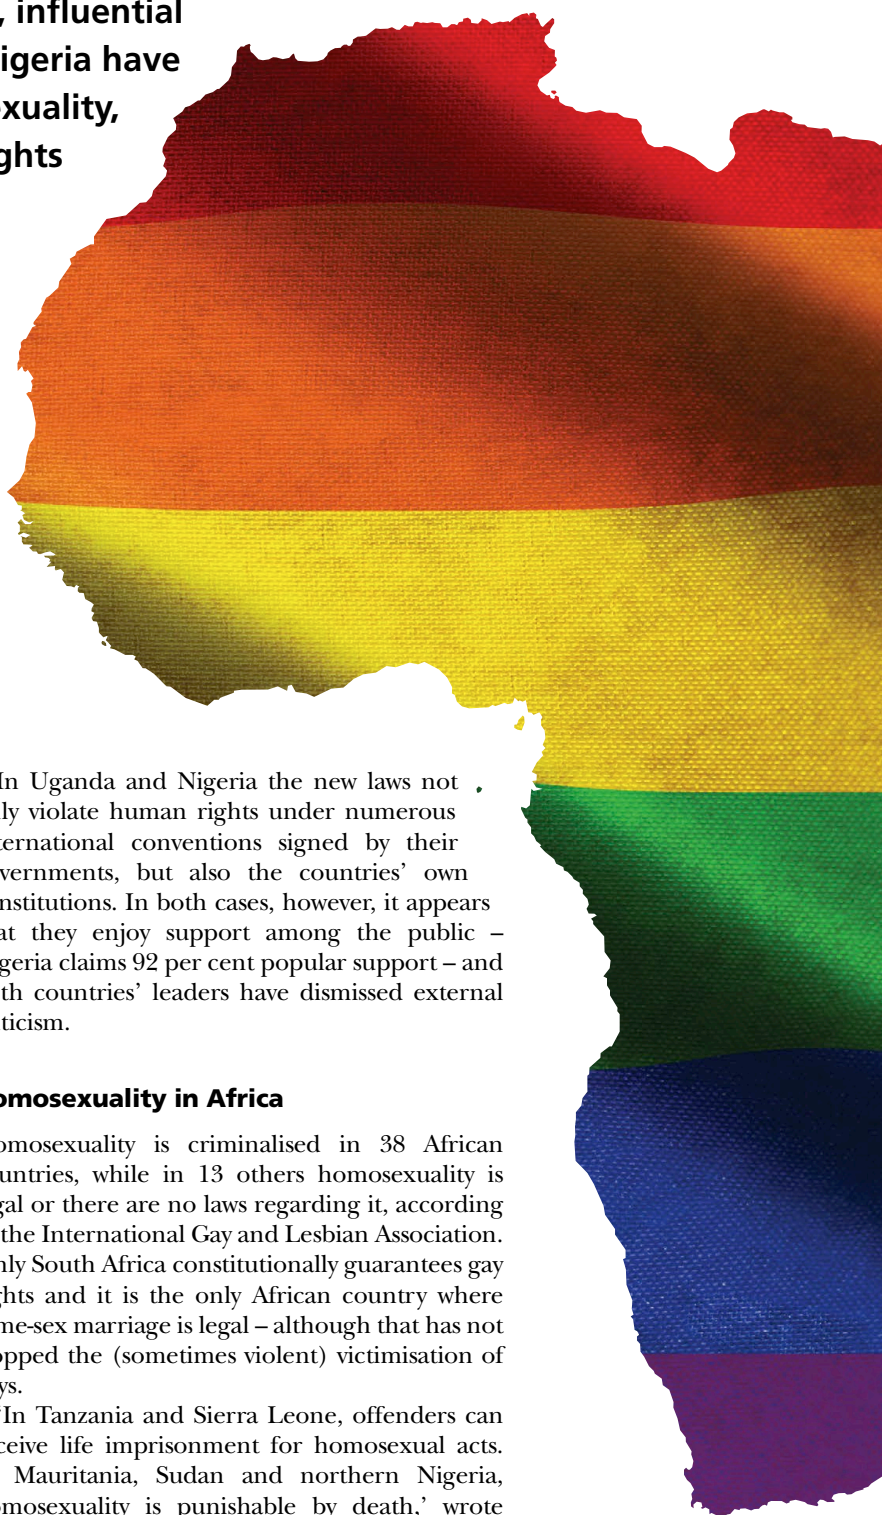 , influential
igeria have
exuality,
ghts
In Uganda and Nigeria the new laws not
ly violate human rights under numerous
ternational conventions signed by their
vernments, but also the countries’ own
nstitutions. In both cases, however, it appears
at they enjoy support among the public –
geria claims 92 per cent popular support – and
th countries’ leaders have dismissed external
ticism.
omosexuality in Africa
omosexuality is criminalised in 38 African
untries, while in 13 others homosexuality is
gal or there are no laws regarding it, according
the International Gay and Lesbian Association.
nly South Africa constitutionally guarantees gay
ghts and it is the only African country where
me-sex marriage is legal – although that has not
opped the (sometimes violent) victimisation of
ys.
‘In Tanzania and Sierra Leone, offenders can
ceive life imprisonment for homosexual acts.
Mauritania, Sudan and northern Nigeria,
omosexuality is punishable by death,’ wrote